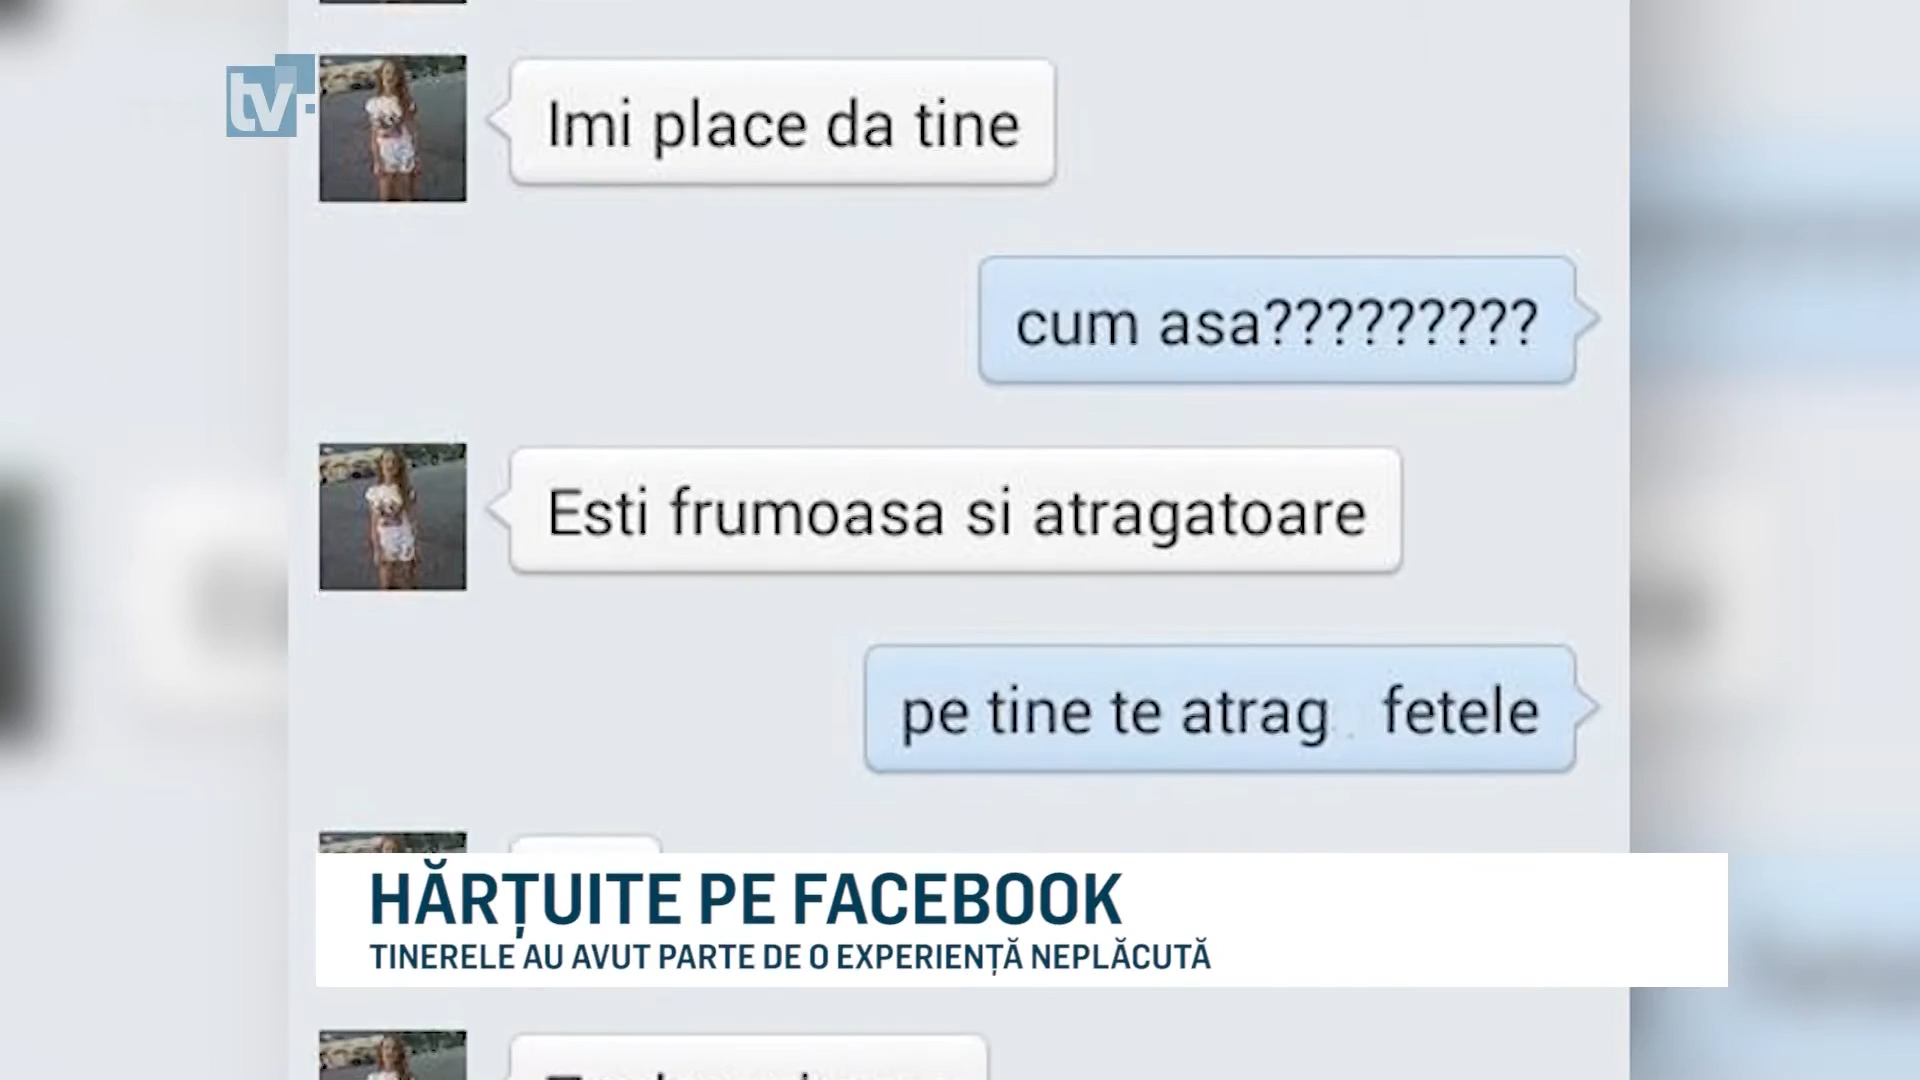 tv.
Imi place da tine
cum asa?????????
Esti frumoasa si atragatoare
pe tine te atrag fetele
HĂRȚUITE PE FACEBOOK
TINERELE AU AVUT PARTE DE O EXPERIENȚĂ NEPLĂCUTĂ